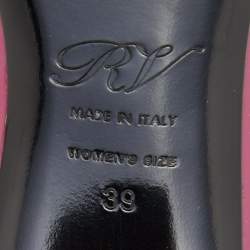 RV
MADE IN ITALY
WOMEN'S SIZE
39